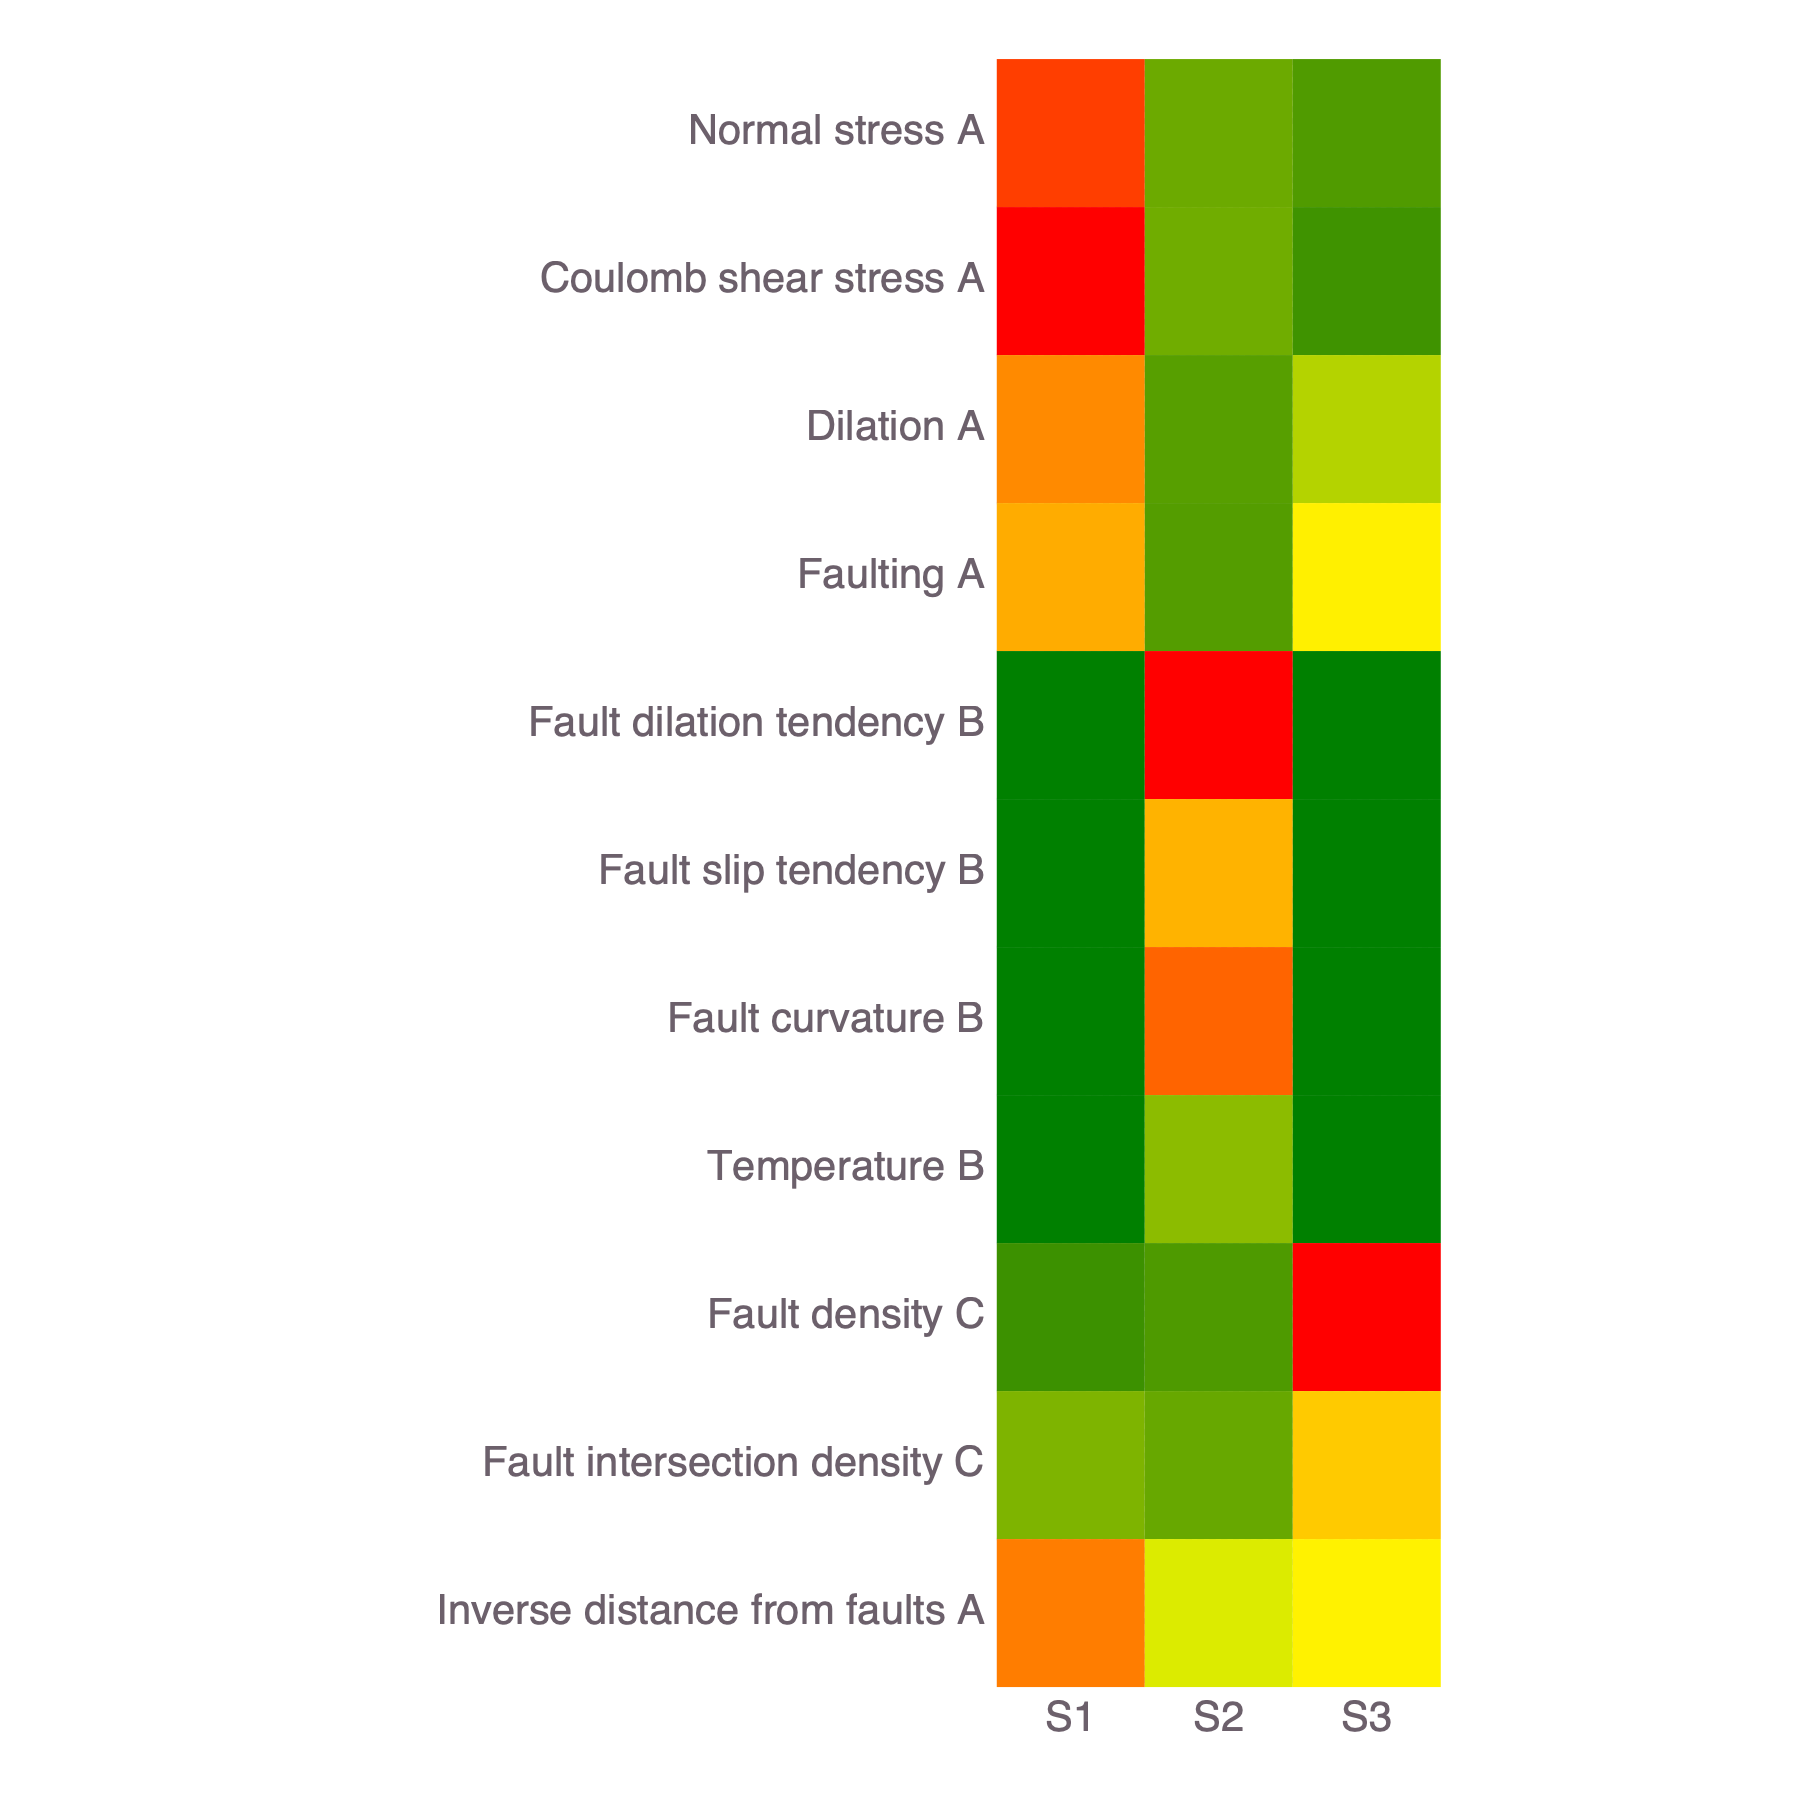 Normal stress A
Coulomb shear stress A
Dilation A
Faulting A
Fault dilation tendency B
Fault slip tendency B
Fault curvature B
Temperature B
Fault density C
Fault intersection density C
Inverse distance from faults A
S1 S2 S3